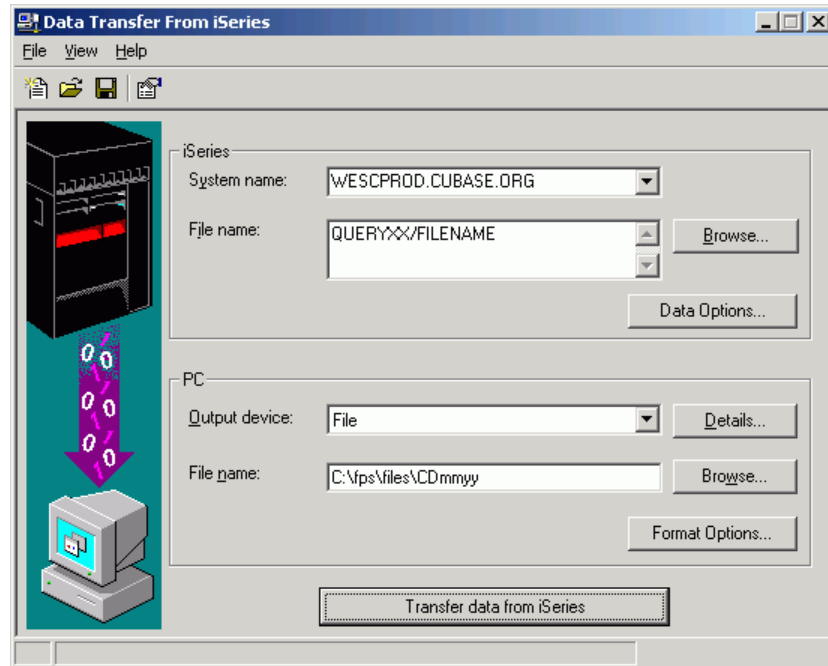 Data Transfer From iSeries
File View Help
iSeries
System name: WESCPROD.CUBASE.ORG
File name: QUERYXX/FILENAME Browse...
Data Options...
PC
Output device: File Details...
File name: C:\fps\files\CDmmyy Browse...
Format Options...
Transfer data from iSeries